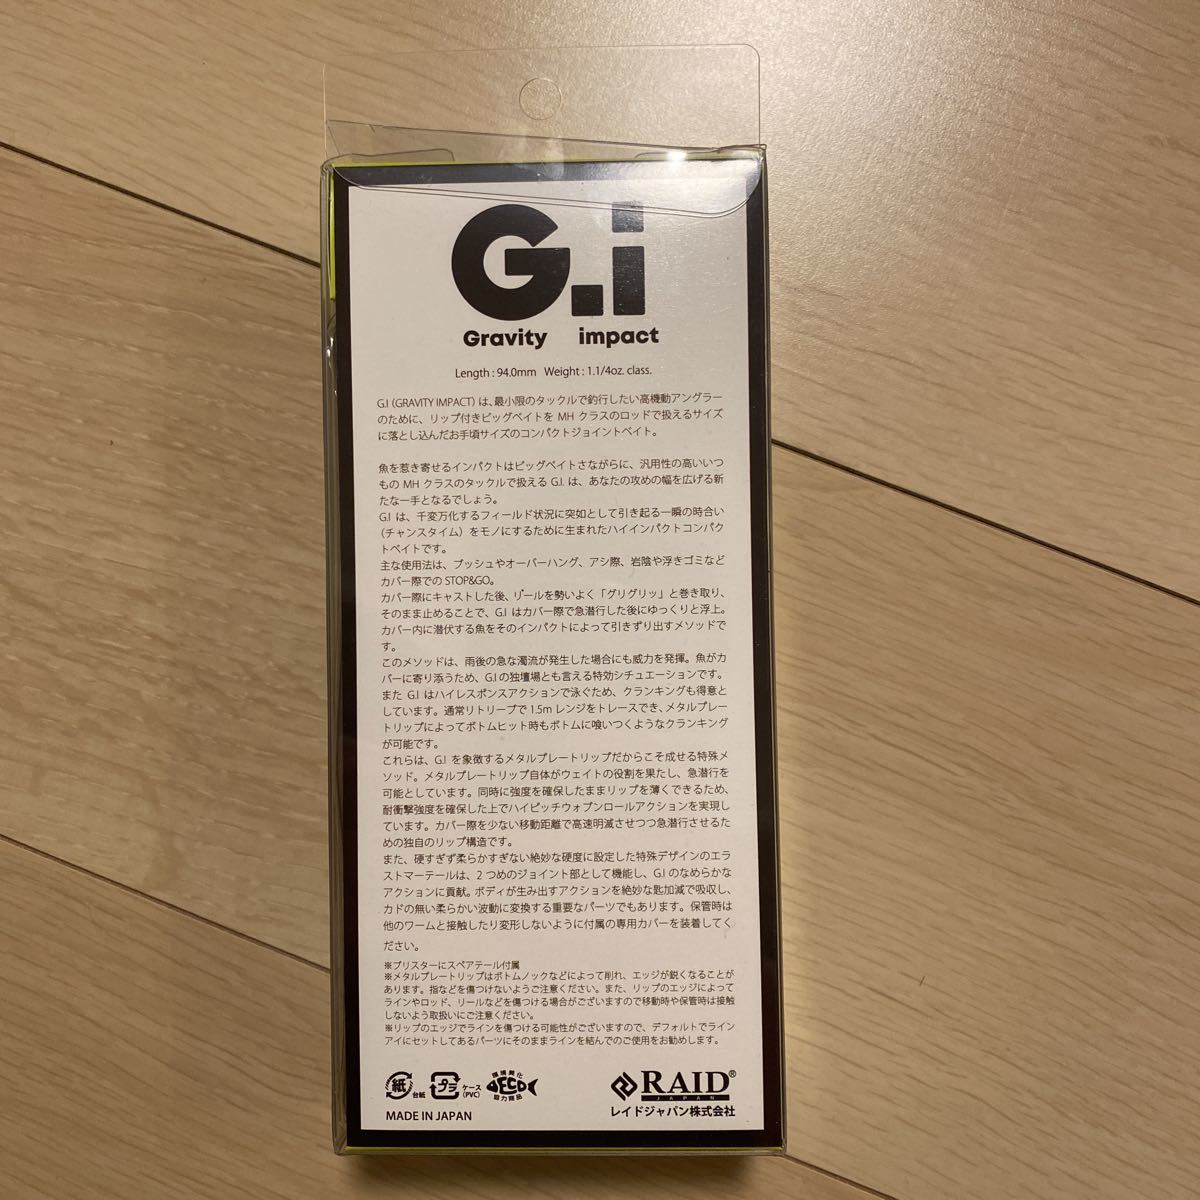 G.i
Gravity impact
Length : 94.0mm Weight : 1.1/4oz. class.
G.I (GRAVITY IMPACT) は、最小限のタックルで釣行したい高機動アングラー
のために、リップ付きビッグベイトを MH クラスのロッドで扱えるサイズ
に落とし込んだお手頃サイズのコンパクトジョイントベイト。
魚を惹き寄せるインパクトはビッグベイトさながらに、汎用性の高いいつ
もの MH クラスのタックルで扱える G.I. は、あなたの攻めの幅を広げる新
たな一手となるでしょう。
G.I は、千変万化するフィールド状況に突如として引き起る一瞬の時合い
（チャンスタイム）をモノにするために生まれたハイインパクトコンパク
トベイトです。
主な使用法は、ブッシュやオーバーハング、アシ際、岩陰や浮きゴミなど
カバー際での STOP&GO。
カバー際にキャストした後、リールを勢いよく「グリグリッ」と巻き取り、
そのまま止めることで、G.I はカバー際で急潜行した後にゆっくりと浮上。
カバー内に潜伏する魚をそのインパクトによって引きずり出すメソッドで
す。
このメソッドは、雨後の急な濁流が発生した場合にも威力を発揮。魚がカ
バーに寄り添うため、G.I の独壇場とも言える特効シチュエーションです。
また G.I はハイレスポンスアクションで泳ぐため、クランキングも得意と
しています。通常リトリーブで 1.5m レンジをトレースでき、メタルプレー
トリップによってボトムヒット時もボトムに喰いつくようなクランキング
が可能です。
これらは、G.I を象徴するメタルプレートリップだからこそ成せる特殊メ
ソッド。メタルプレートリップ自体がウェイトの役割を果たし、急潜行を
可能としています。同時に強度を確保したままリップを薄くできるため、
耐衝撃強度を確保した上でハイピッチウォブンロールアクションを実現し
ています。カバー際を少ない移動距離で高速明滅させつつ急潜行させるた
めの独自のリップ構造です。
また、硬すぎず柔らかすぎない絶妙な硬度に設定した特殊デザインのエラ
ストマーテールは、2 つめのジョイント部として機能し、G.I のなめらかな
アクションに貢献。ボディが生み出すアクションを絶妙な匙加減で吸収し、
カドの無い柔らかい波動に変換する重要なパーツでもあります。保管時は
他のワームと接触したり変形しないように付属の専用カバーを装着してく
ださい。
※ブリスターにスペアテール付属
※メタルプレートリップはボトムノックなどによって削れ、エッジが鋭くなることが
あります。指などを傷つけないようご注意ください。また、リップのエッジによって
ラインやロッド、リールなどを傷つける場合がございますので移動時や保管時は接触
しないよう取扱いにご注意ください。
※リップのエッジでラインを傷つける可能性がございますので、デフォルトでライン
アイにセットしてあるパーツにそのままラインを結んでのご使用をお勧めします。
紙 台紙 プラ ケース (PVC) 環境美化 ECO 協力商品
MADE IN JAPAN
RAID®
JAPAN
レイドジャパン株式会社